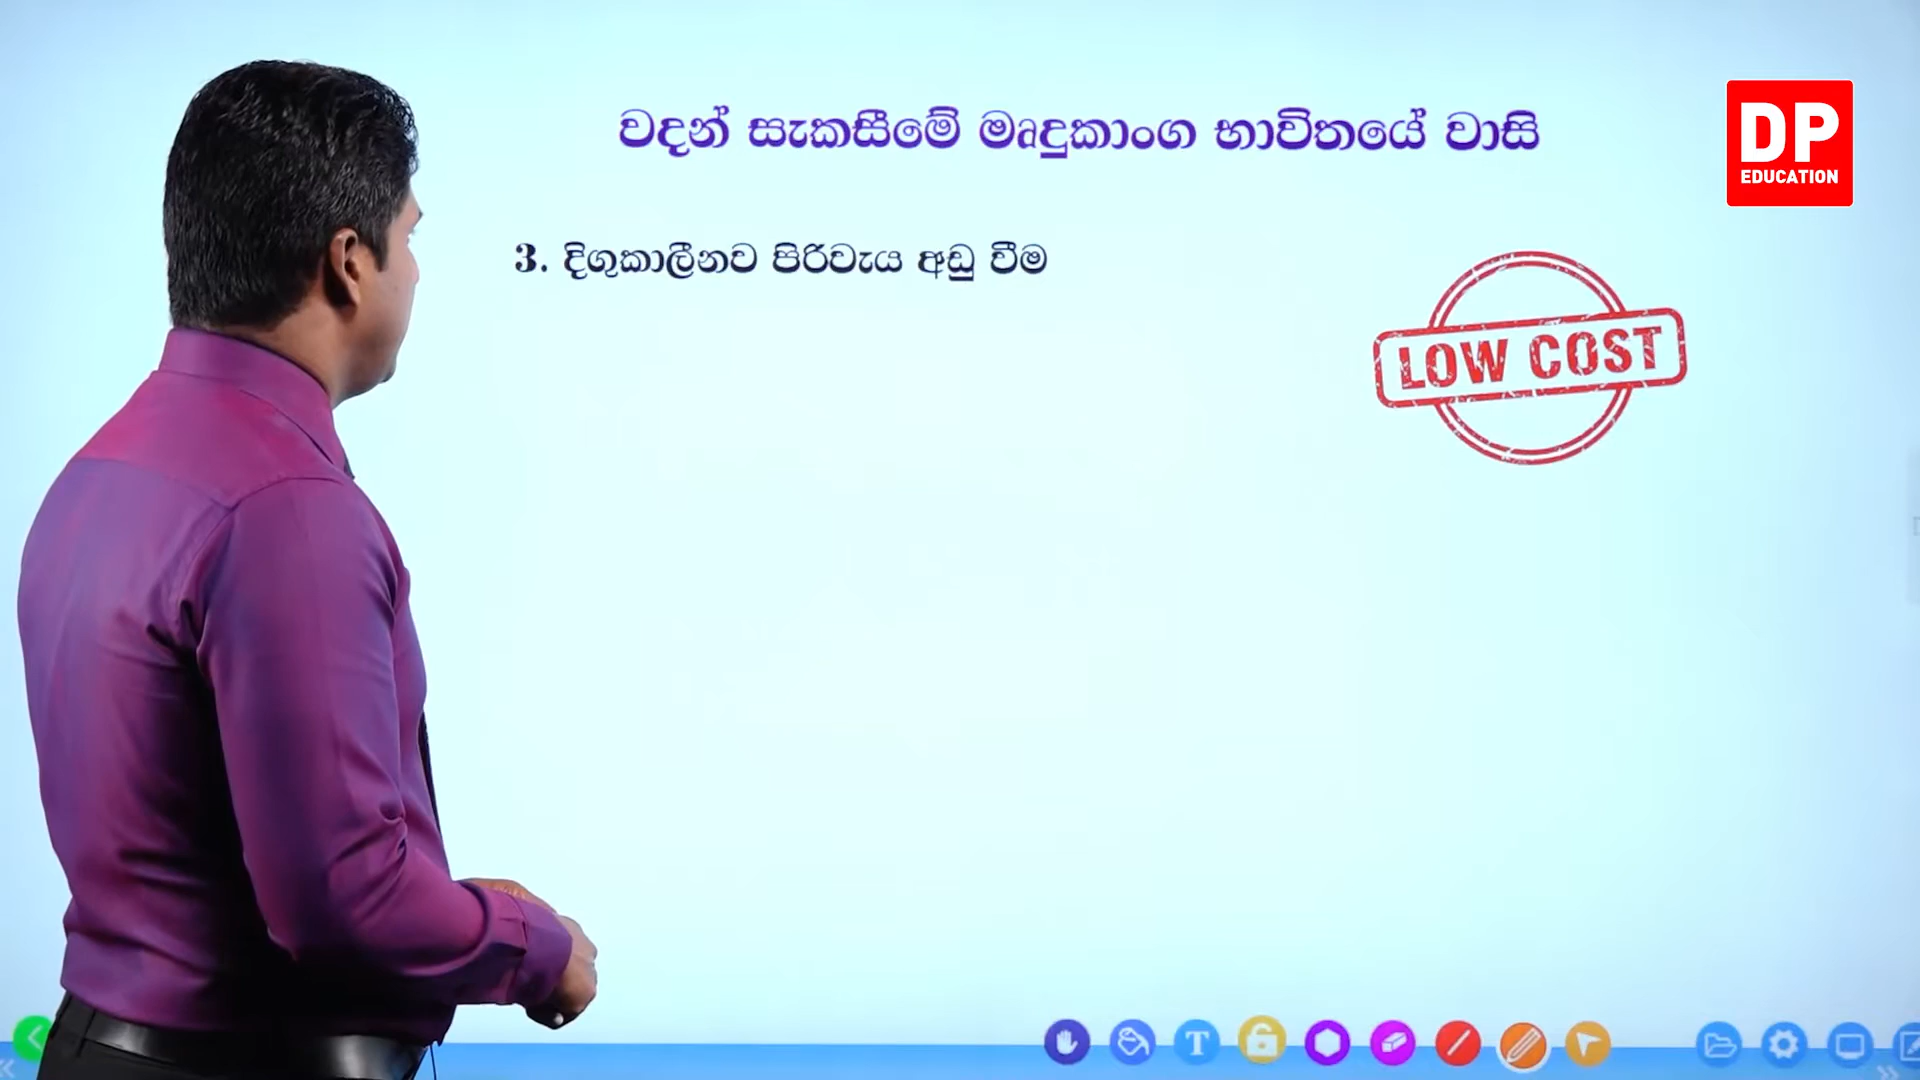 වදන් සැකසීමේ මෘදුකාංග භාවිතයේ වාසි
DP
EDUCATION
3. දිගුකාලීනව පිරිවැය අඩු වීම
LOW COST
T